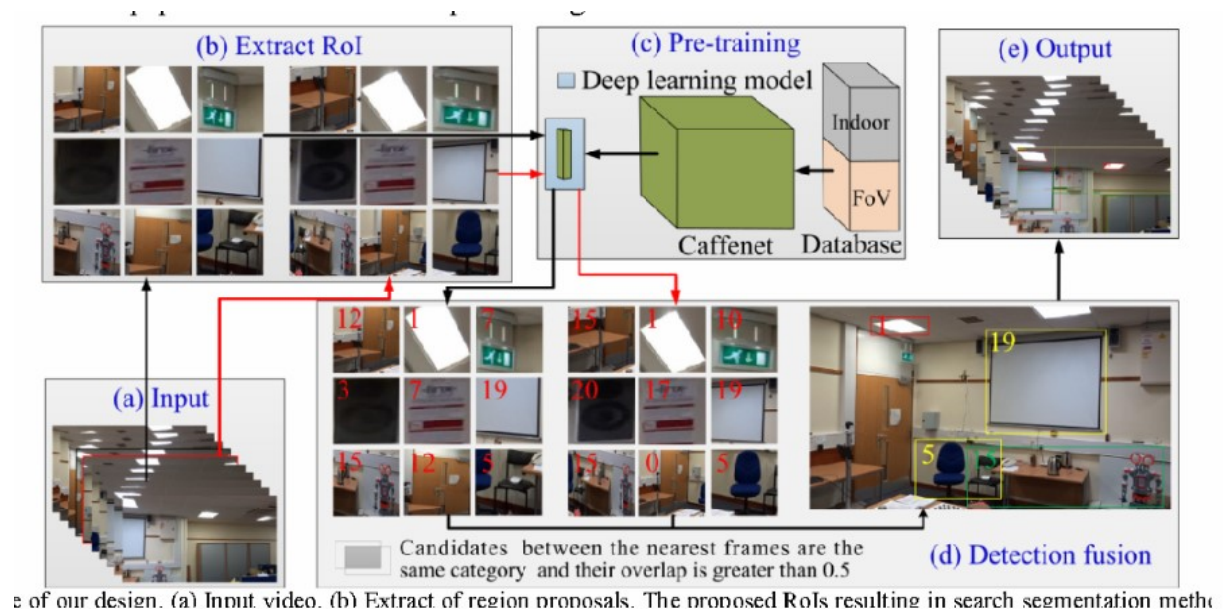 (b) Extract RoI
(c) Pre-training
Deep learning model
Indoor
FoV
Caffenet
Database
(e) Output
(a) Input
12 1 7 15 1 10
3 7 19 20 17 19
15 12 5 15 0 5
1
19
5
Candidates between the nearest frames are the
same category and their overlap is greater than 0.5
(d) Detection fusion
e of our design. (a) Input video. (b) Extract of region proposals. The proposed RoIs resulting in search segmentation metho